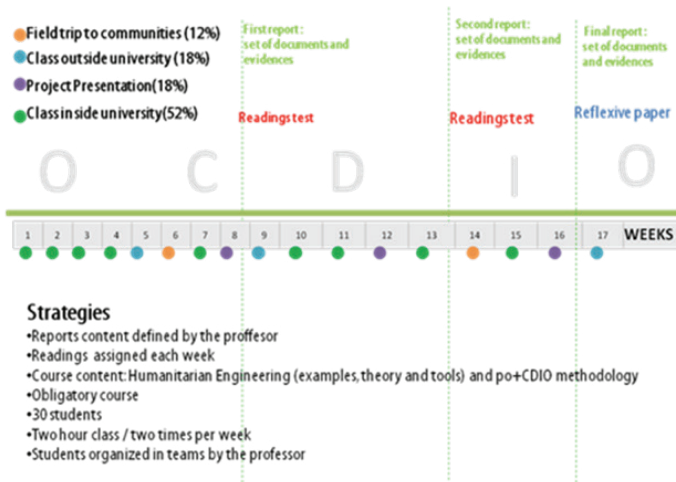 Field trip to communities (12%)
Class outside university (18%)
Project Presentation(18%)
Class inside university(52%)
First report:
set of documents and
evidences
Second report:
set of documents and
evidences
Final report:
set of documents
and evidences
Readings test
Readings test
Reflexive paper
O C D I O
1 2 3 4 5 6 7 8 9 10 11 12 13 14 15 16 17 WEEKS
Strategies
•Reports content defined by the proffesor
•Readings assigned each week
•Course content: Humanitarian Engineering (examples, theory and tools) and po+CDIO methodology
•Obligatory course
•30 students
•Two hour class / two times per week
•Students organized in teams by the professor